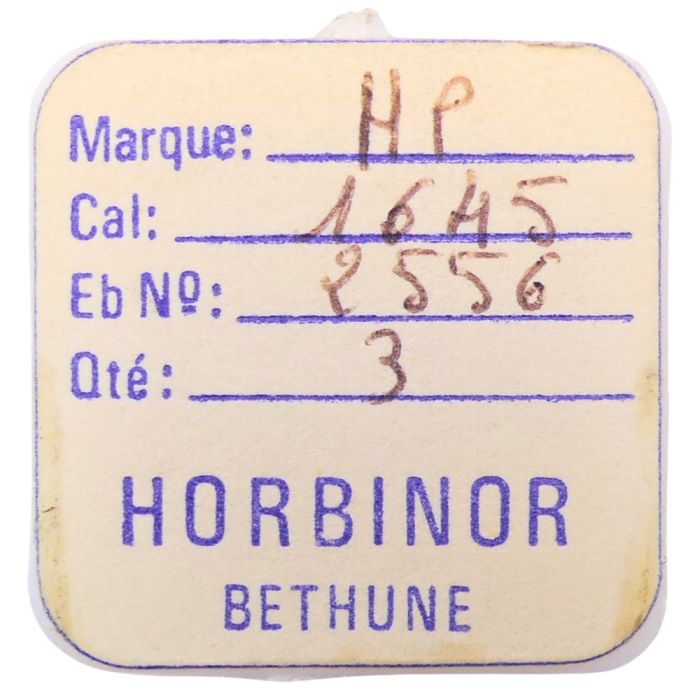 Marque: HP
Cal: 1645
Eb Nº: 2556
Qté: 3
HORBINOR
BETHUNE